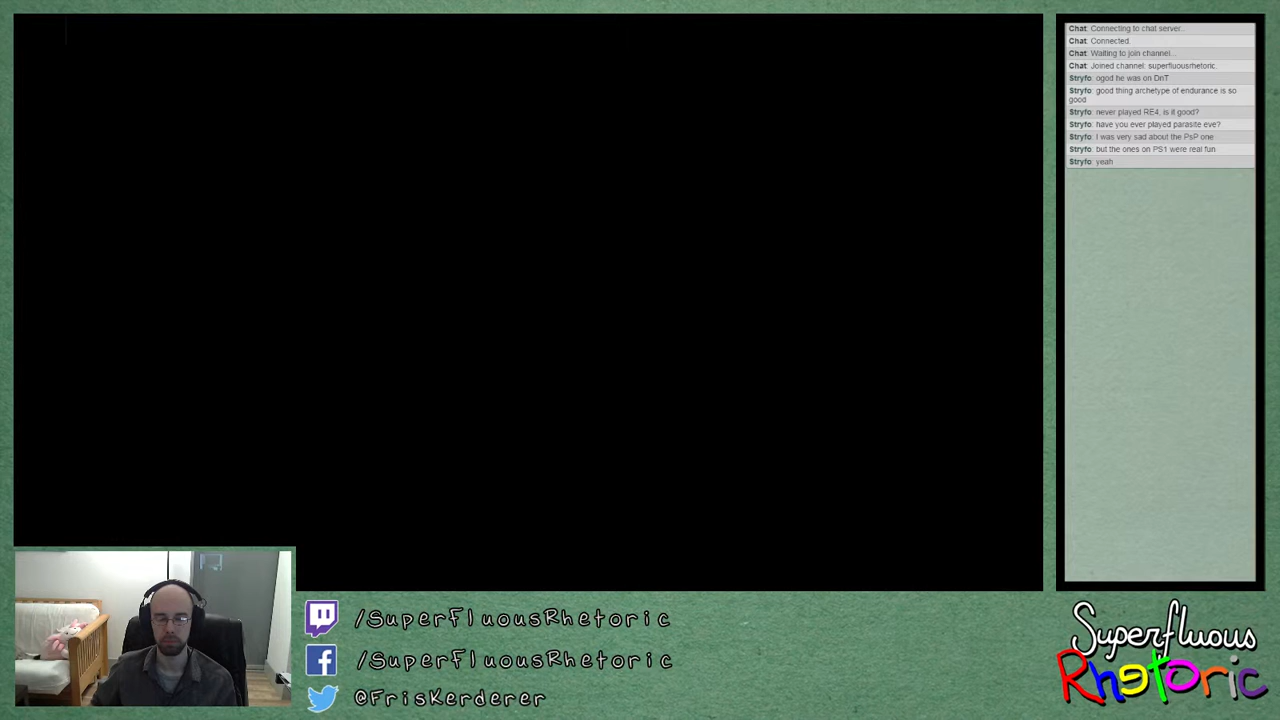 Chat: Connecting to chat server...
Chat: Connected.
Chat: Waiting to join channel...
Chat: Joined channel: superfluousrhetoric.
Stryfo: ogod he was on DnT
Stryfo: good thing archetype of endurance is so
good
Stryfo: never played RE4, is it good?
Stryfo: have you ever played parasite eve?
Stryfo: I was very sad about the PsP one
Stryfo: but the ones on PS1 were real fun
Stryfo: yeah
/SuperFluousRhetoric
/SuperFluousRhetoric
@FrisKerderer
Superfluous
Rhetoric